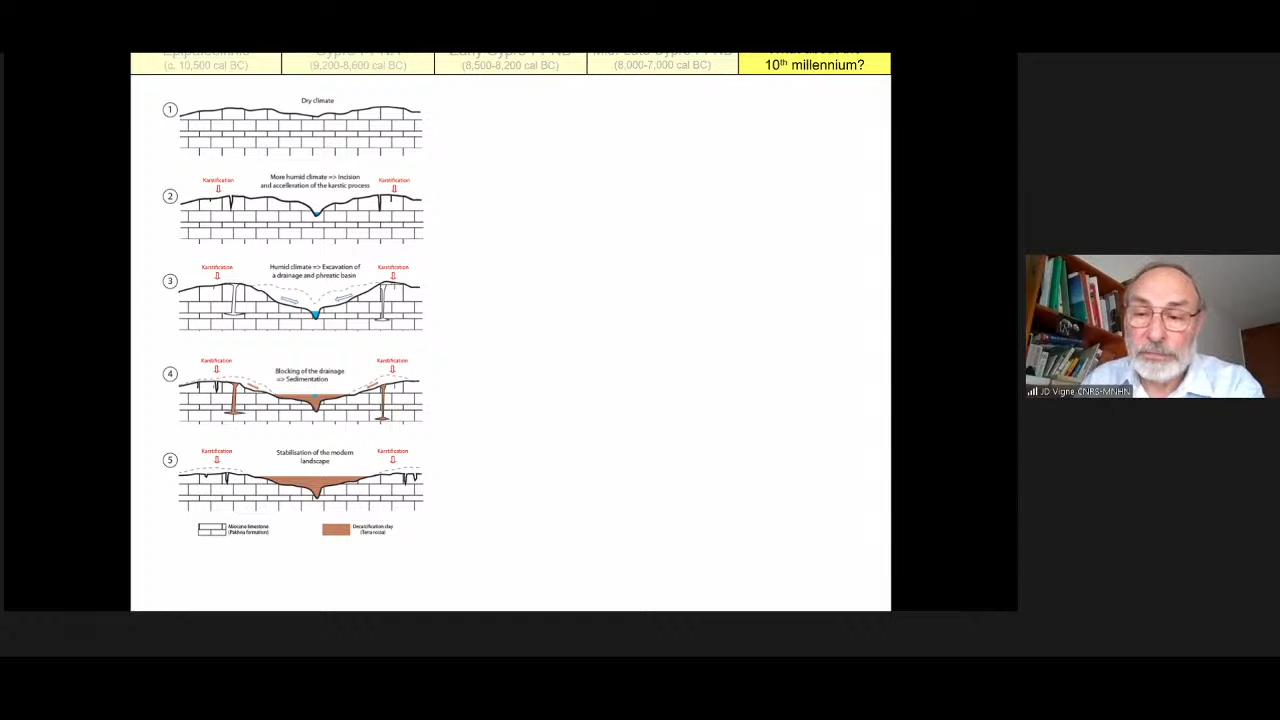 (c. 10,500 cal BC)
(9,200-8,600 cal BC)
(8,500-8,200 cal BC)
(8,000-7,000 cal BC)
10th millennium?
1
Dry climate
Karstification
More humid climate => Incision
and accelleration of the karstic process
Karstification
2
Karstification
Humid climate => Excavation of
a drainage and phreatic basin
Karstification
3
Karstification
Blocking of the drainage
=> Sedimentation
Karstification
4
Karstification
Stabilisation of the modern
landscape
Karstification
5
Miocene limestone
(Pakhna formation)
Decalcification clay
(Terra rossa)
JD Vigne CNRS-MNHN